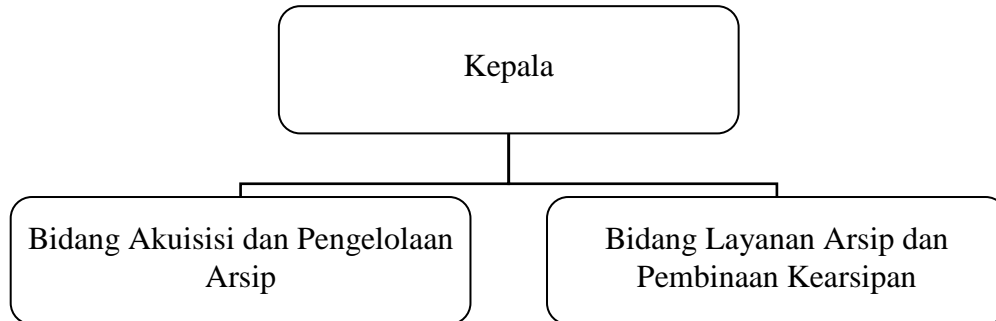 Kepala
Bidang Akuisisi dan Pengelolaan
Arsip
Bidang Layanan Arsip dan
Pembinaan Kearsipan